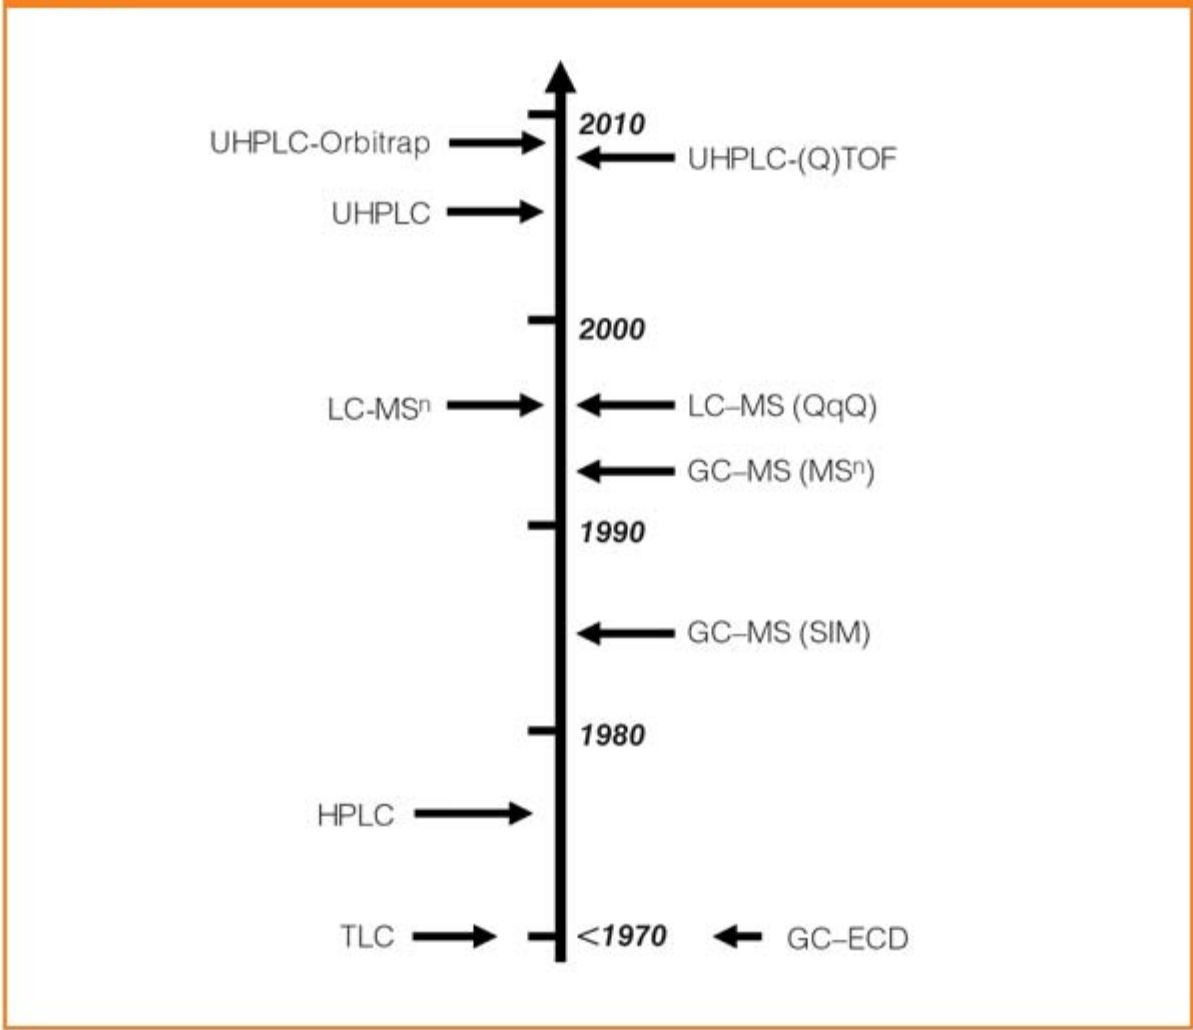 2010
UHPLC-Orbitrap
UHPLC-(Q)TOF
UHPLC
2000
LC-MSⁿ
LC–MS (QqQ)
GC–MS (MSⁿ)
1990
GC–MS (SIM)
1980
HPLC
TLC
<1970
GC–ECD